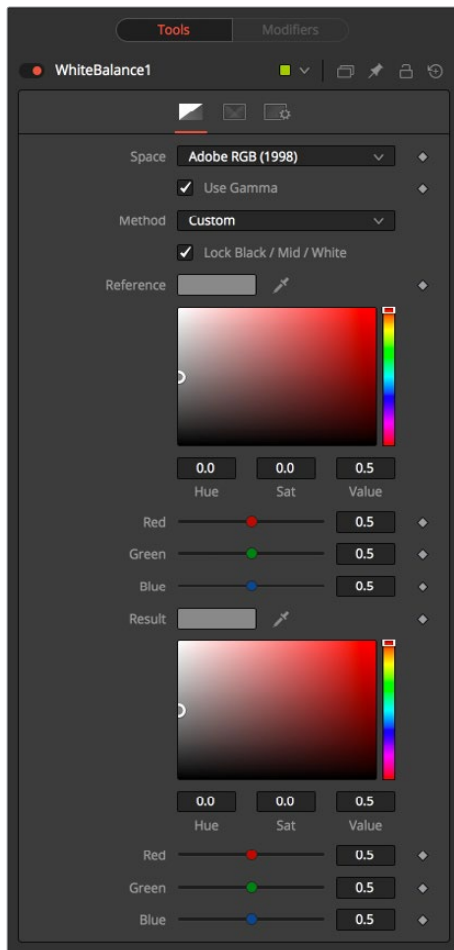 Tools Modifiers
WhiteBalance1
Space Adobe RGB (1998)
Use Gamma
Method Custom
Lock Black / Mid / White
Reference
0.0 0.0 0.5
Hue Sat Value
Red 0.5
Green 0.5
Blue 0.5
Result
0.0 0.0 0.5
Hue Sat Value
Red 0.5
Green 0.5
Blue 0.5